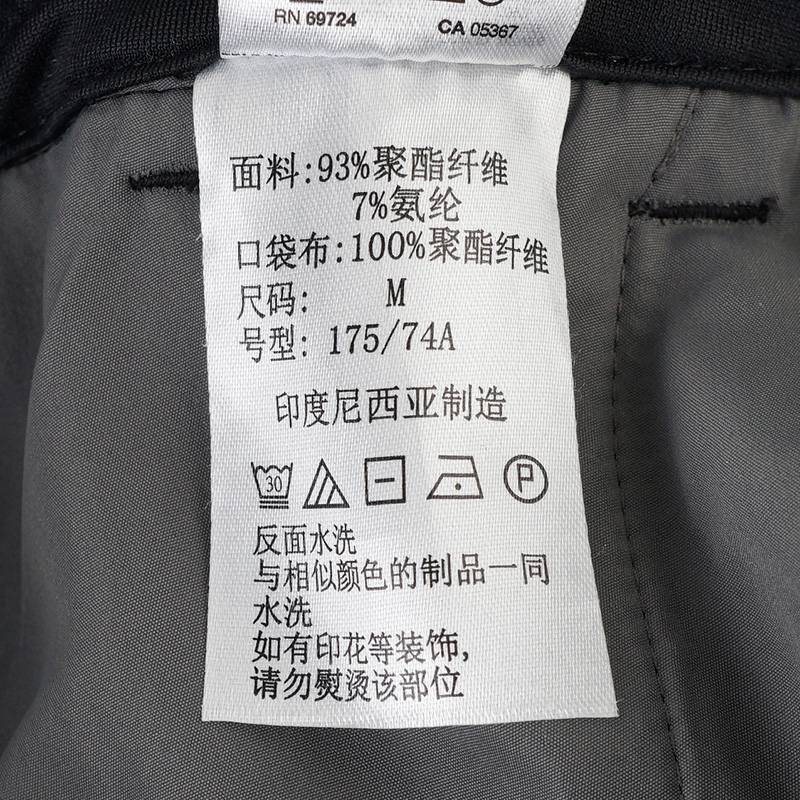 RN 69724
CA 05367
面料:93%聚酯纤维
7%氨纶
口袋布:100%聚酯纤维
尺码: M
号型: 175/74A
印度尼西亚制造
30 P
反面水洗
与相似颜色的制品一同
水洗
如有印花等装饰,
请勿熨烫该部位